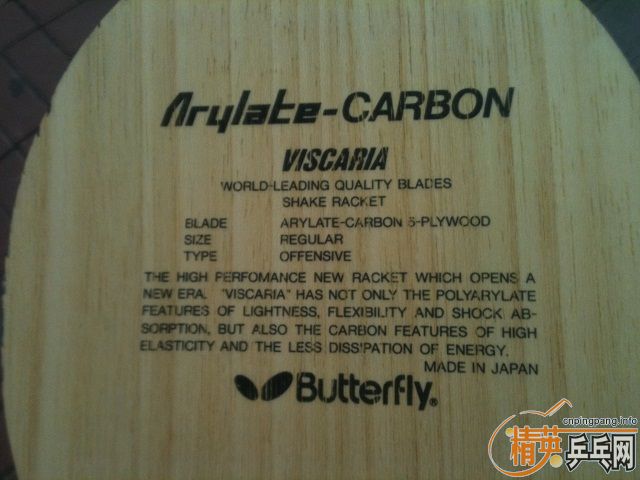 Arylate-CARBON
VISCARIA
WORLD-LEADING QUALITY BLADES
SHAKE RACKET
BLADE ARYLATE-CARBON 5-PLYWOOD
SIZE REGULAR
TYPE OFFENSIVE
THE HIGH PERFOMANCE NEW RACKET WHICH OPENS A
NEW ERA. "VISCARIA" HAS NOT ONLY THE POLYARYLATE
FEATURES OF LIGHTNESS, FLEXIBILITY AND SHOCK AB-
SORPTION, BUT ALSO THE CARBON FEATURES OF HIGH
ELASTICITY AND THE LESS DISSIPATION OF ENERGY.
MADE IN JAPAN
Butterfly®
cnpingpang.info
精英乒乓网